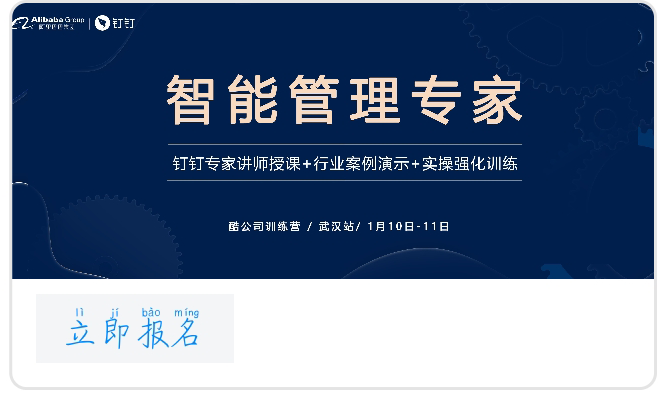 Alibaba Group
阿里巴巴集团
钉钉
智能管理专家
钉钉专家讲师授课+行业案例演示+实操强化训练
酷公司训练营 / 武汉站/ 1月10日-11日
lì jí bào míng
立即报名